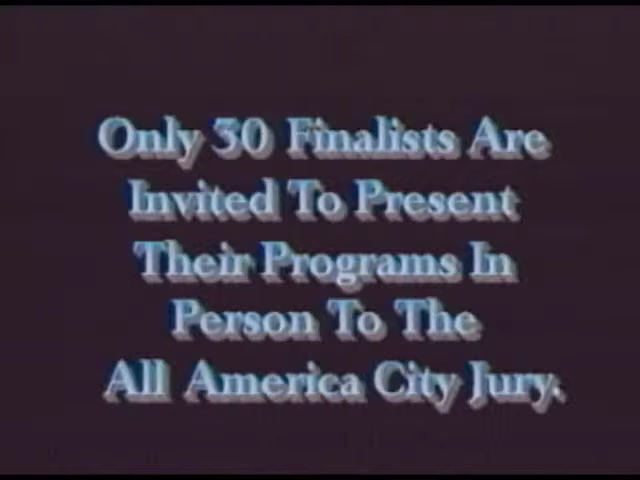 Only 30 Finalists Are
Invited To Present
Their Programs In
Person To The
All America City Jury.